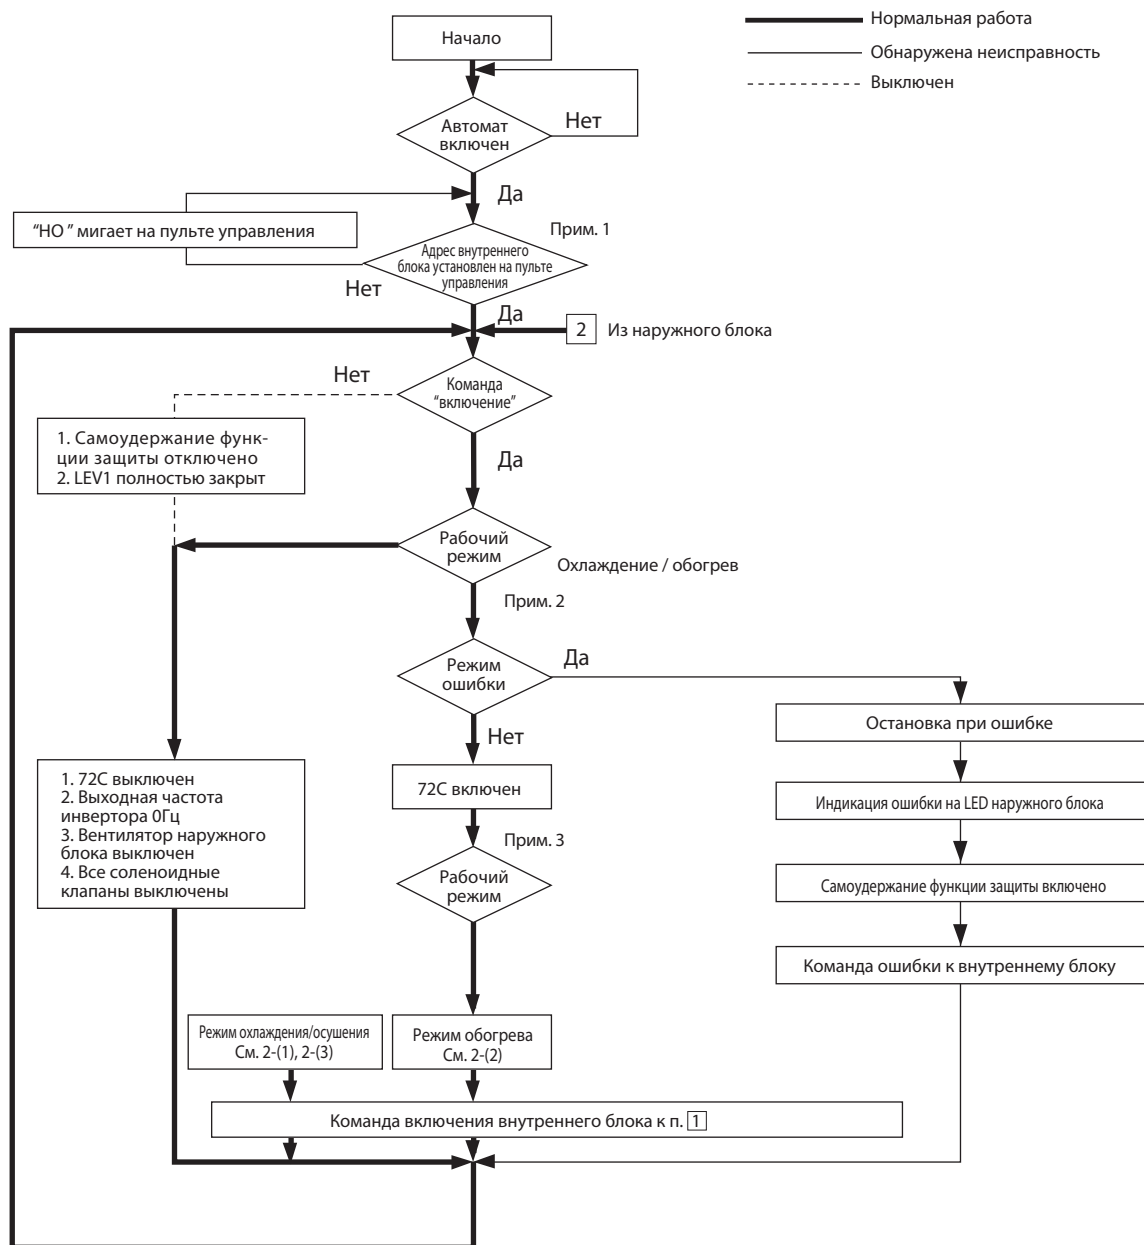 Начало
Нормальная работа
Обнаружена неисправность
Выключен
Автомат
включен
Нет
Да
“HO ” мигает на пульте управления
Прим. 1
Адрес внутреннего
блока установлен на пульте
управления
Нет
Да
2
Из наружного блока
Нет
Команда
“включение”
1. Самоудержание функ-
ции защиты отключено
2. LEV1 полностью закрыт
Да
Рабочий
режим
Охлаждение / обогрев
Прим. 2
Режим
ошибки
Да
Нет
Остановка при ошибке
72С включен
Индикация ошибки на LED наружного блока
1. 72С выключен
2. Выходная частота
инвертора 0Гц
3. Вентилятор наружного
блока выключен
4. Все соленоидные
клапаны выключены
Прим. 3
Рабочий
режим
Самоудержание функции защиты включено
Команда ошибки к внутреннему блоку
Режим охлаждения/осушения
См. 2-(1), 2-(3)
Режим обогрева
См. 2-(2)
Команда включения внутреннего блока к п. 1